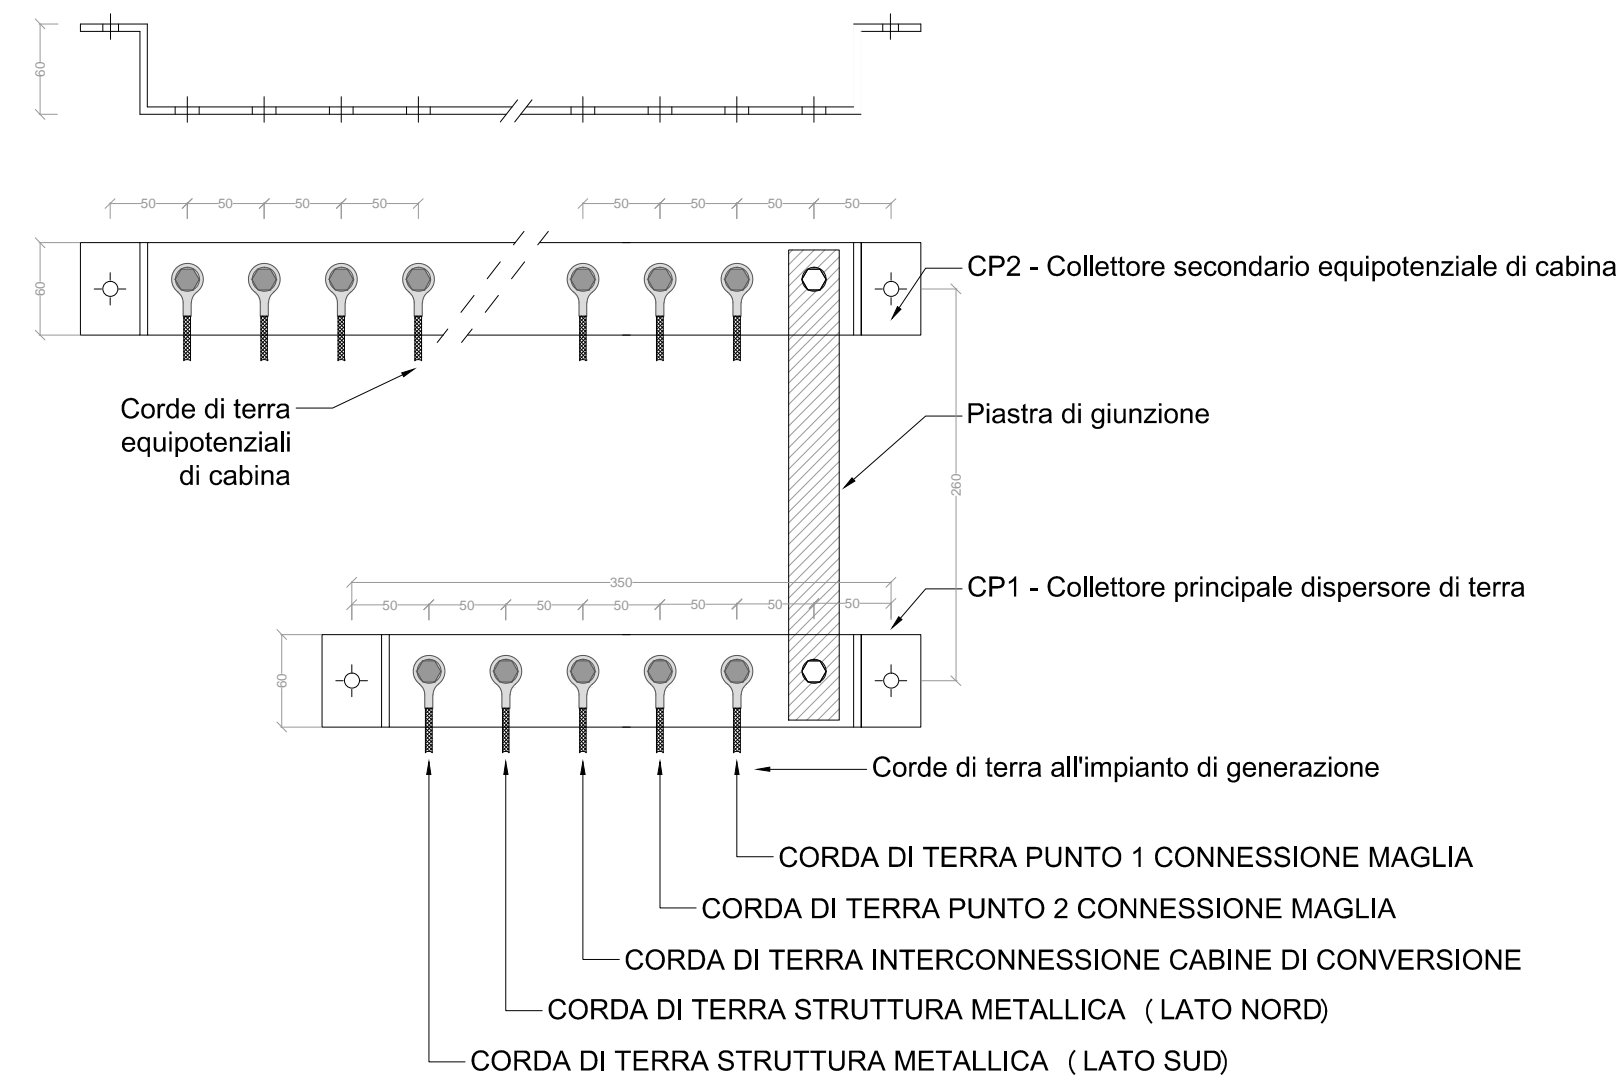 60
50 50 50 50 50 50 50 50
60
CP2 - Collettore secondario equipotenziale di cabina
Corde di terra
equipotenziali
di cabina
Piastra di giunzione
260
350
CP1 - Collettore principale dispersore di terra
50 50 50 50 50 50 50
60
Corde di terra all'impianto di generazione
CORDA DI TERRA PUNTO 1 CONNESSIONE MAGLIA
CORDA DI TERRA PUNTO 2 CONNESSIONE MAGLIA
CORDA DI TERRA INTERCONNESSIONE CABINE DI CONVERSIONE
CORDA DI TERRA STRUTTURA METALLICA ( LATO NORD)
CORDA DI TERRA STRUTTURA METALLICA ( LATO SUD)